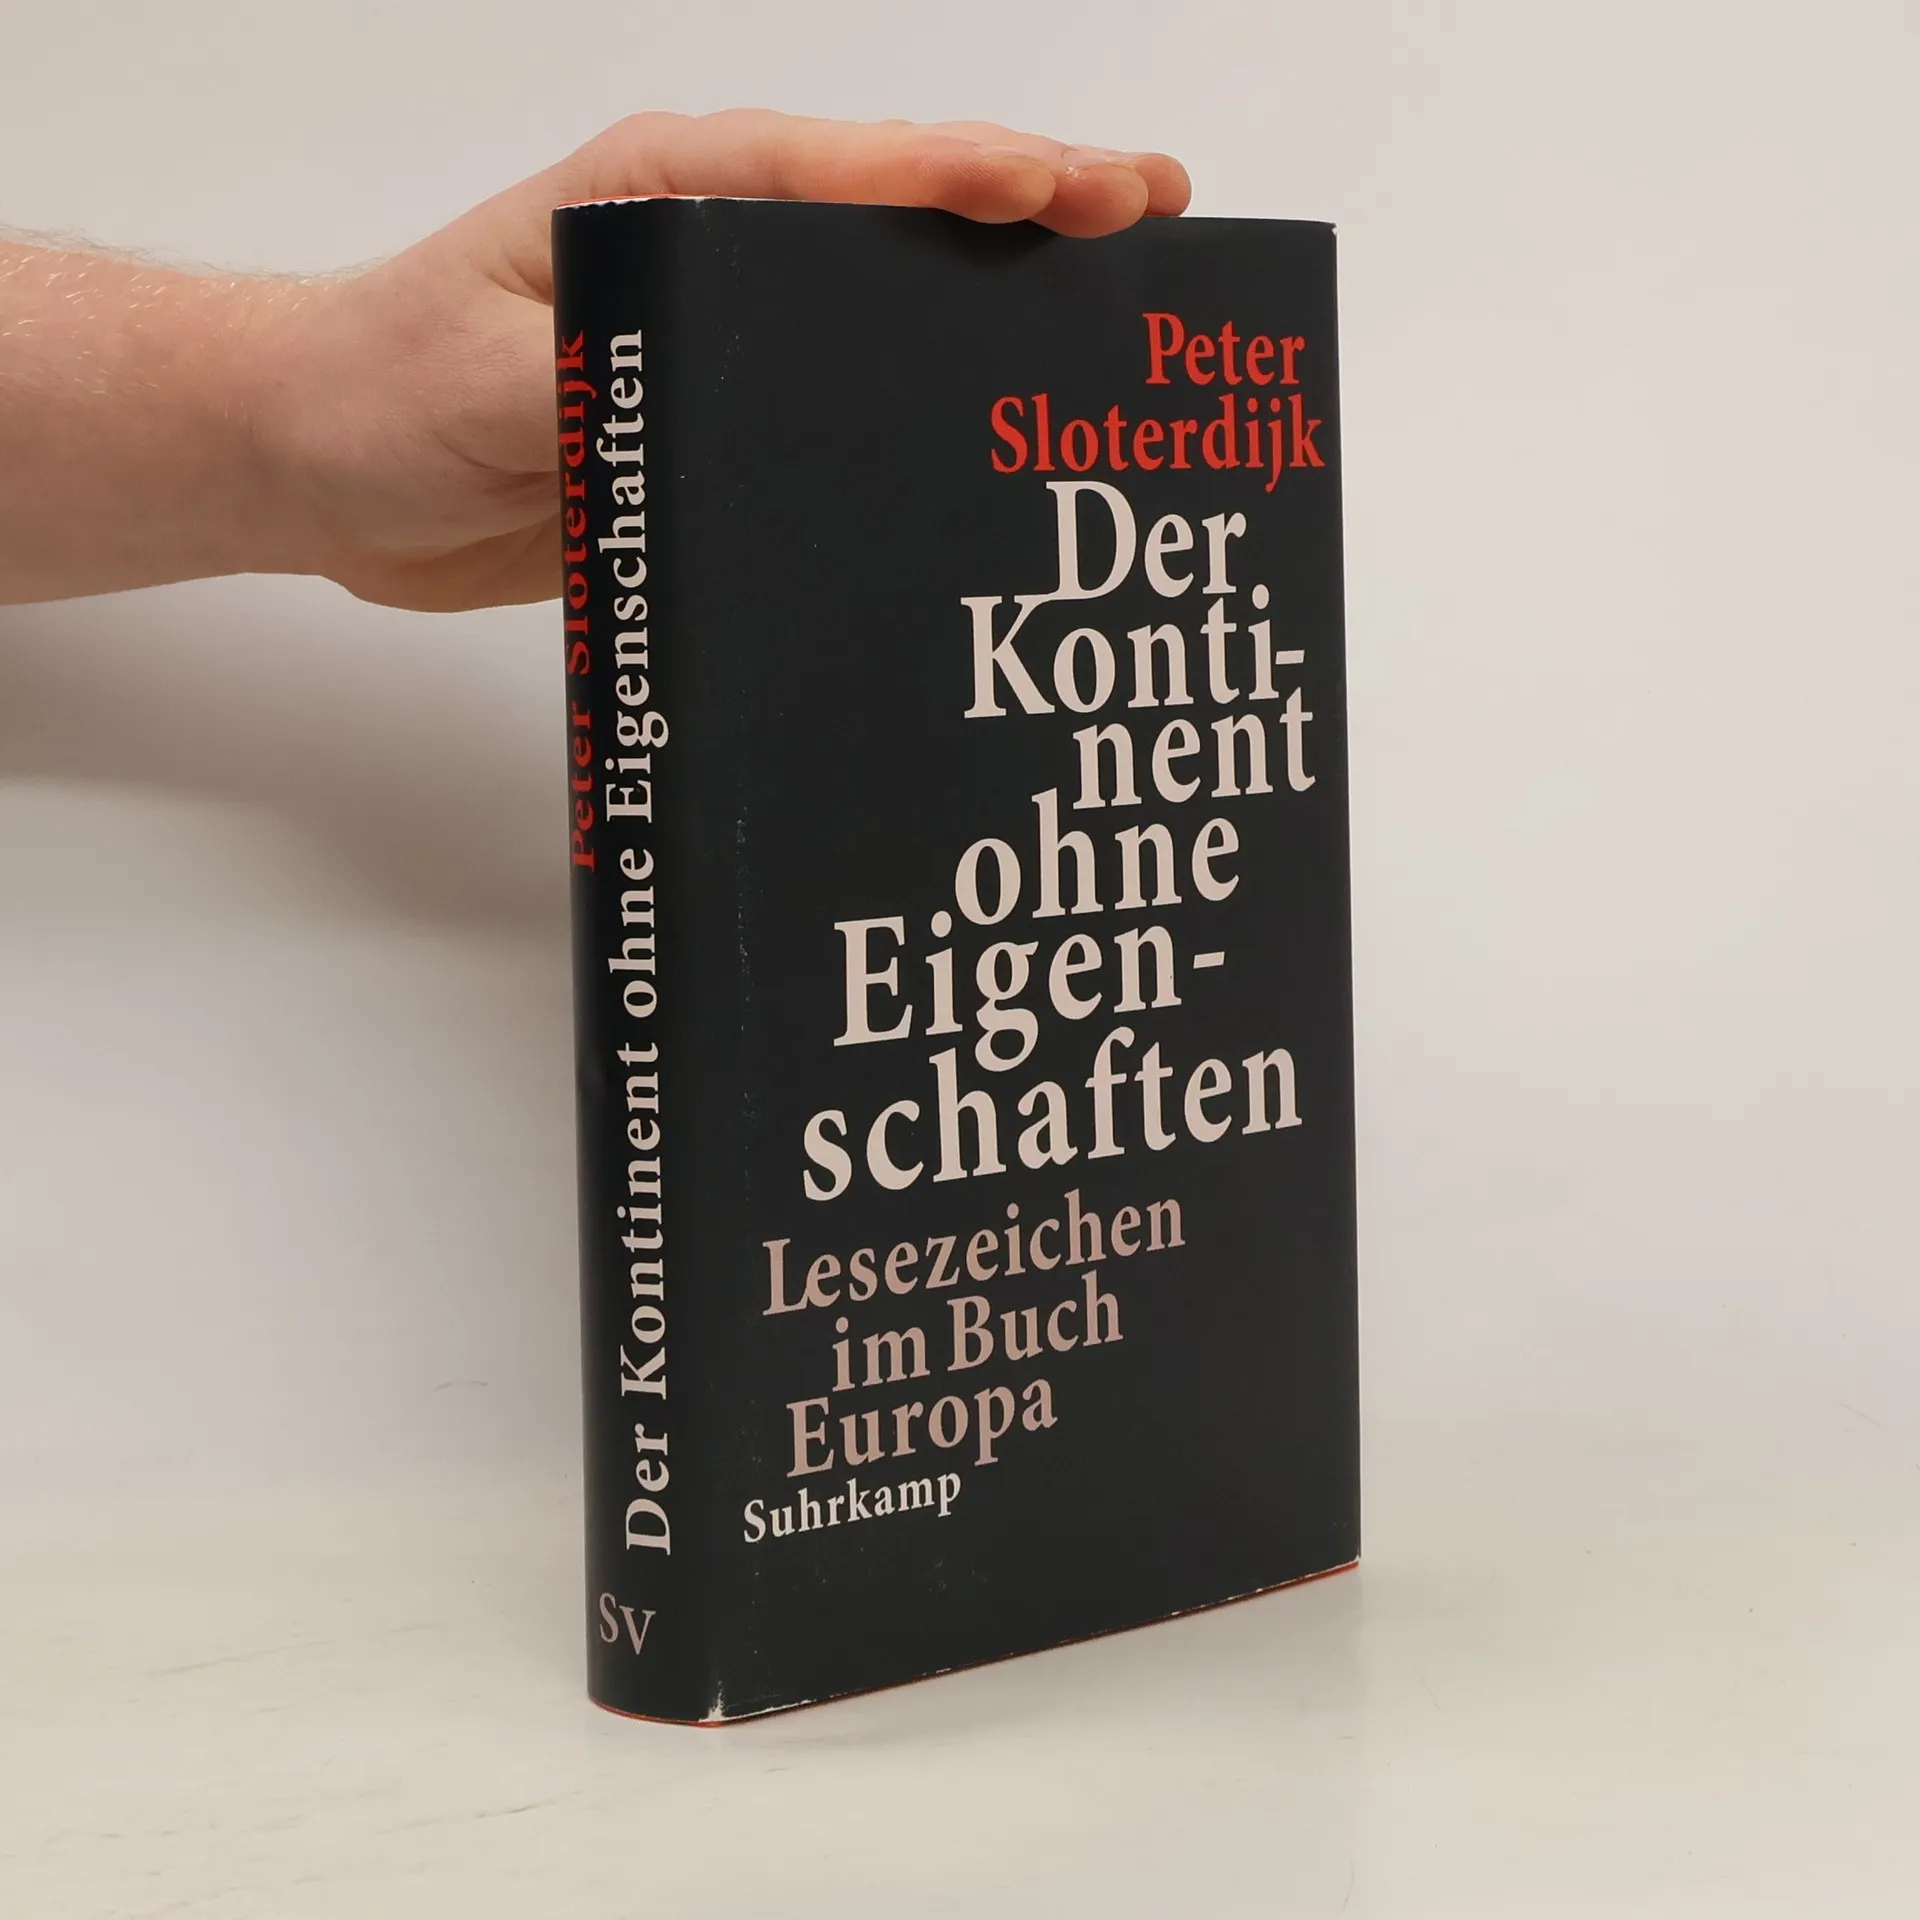 Peter Sloterdijk
Der Kontinent ohne Eigenschaften
SV
Peter
Sloterdijk
Der
Konti-
nent
ohne
Eigen-
schaften
Lesezeichen
im Buch
Europa
Suhrkamp